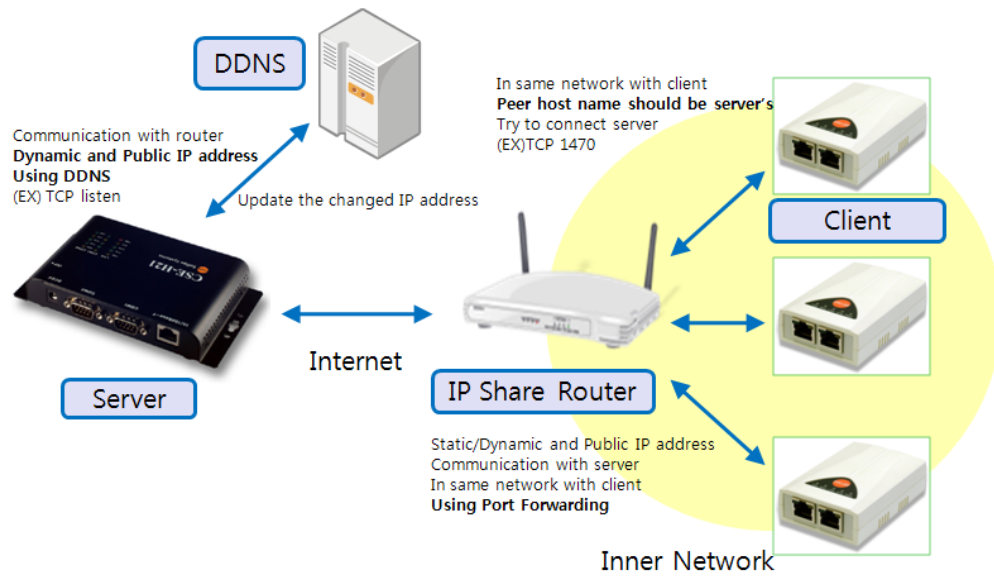 DDNS
In same network with client
Peer host name should be server's
Try to connect server
(EX)TCP 1470
Communication with router
Dynamic and Public IP address
Using DDNS
(EX) TCP listen
Update the changed IP address
Client
CSE-H21
Internet
Server
IP Share Router
Static/Dynamic and Public IP address
Communication with server
In same network with client
Using Port Forwarding
Inner Network